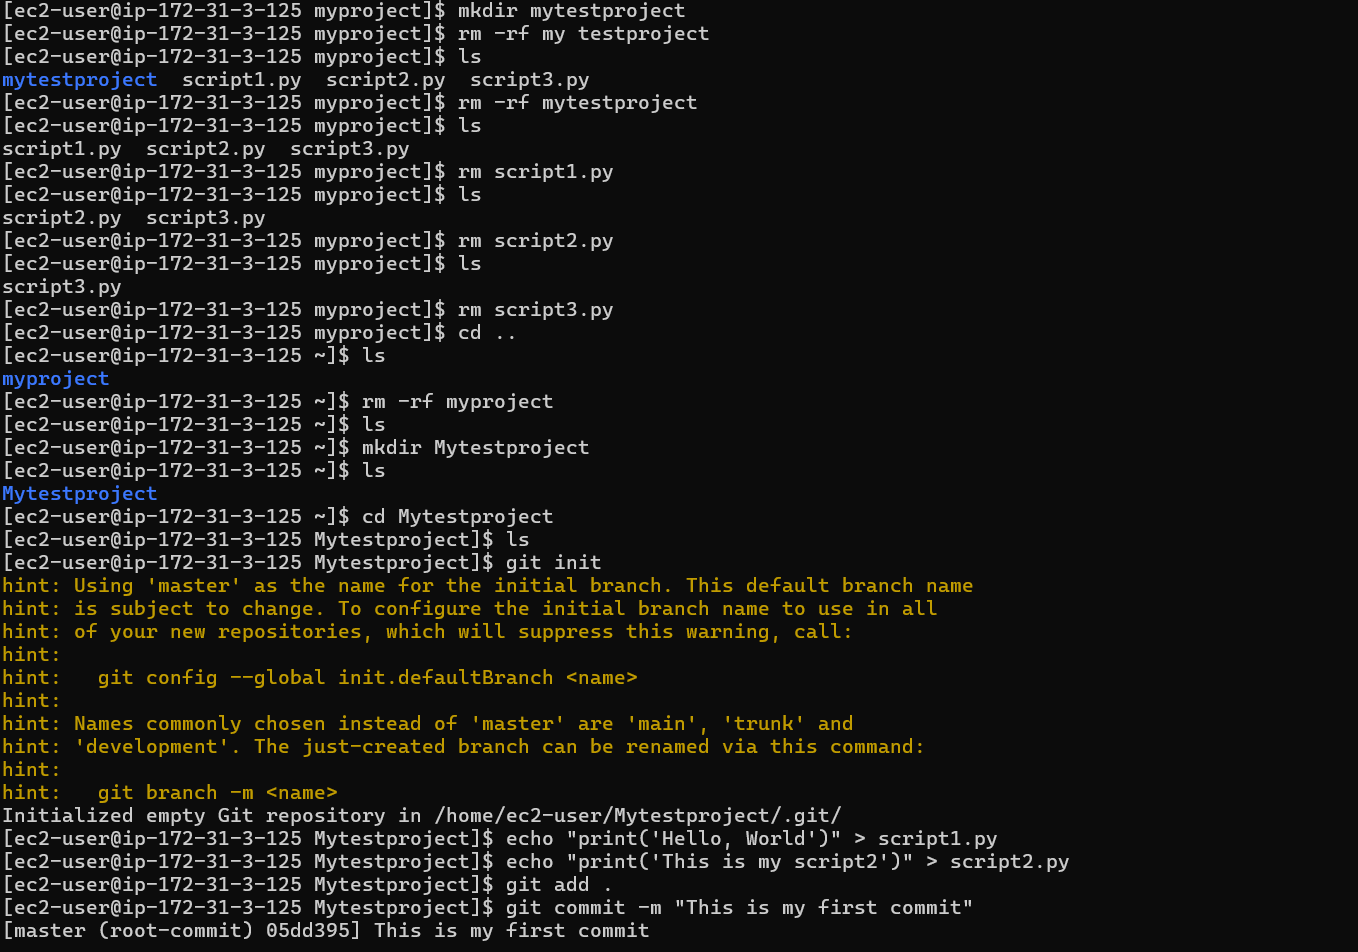 [ec2-user@ip-172-31-3-125 myproject]$ mkdir mytestproject
[ec2-user@ip-172-31-3-125 myproject]$ rm -rf my testproject
[ec2-user@ip-172-31-3-125 myproject]$ ls
mytestproject  script1.py  script2.py  script3.py
[ec2-user@ip-172-31-3-125 myproject]$ rm -rf mytestproject
[ec2-user@ip-172-31-3-125 myproject]$ ls
script1.py  script2.py  script3.py
[ec2-user@ip-172-31-3-125 myproject]$ rm script1.py
[ec2-user@ip-172-31-3-125 myproject]$ ls
script2.py  script3.py
[ec2-user@ip-172-31-3-125 myproject]$ rm script2.py
[ec2-user@ip-172-31-3-125 myproject]$ ls
script3.py
[ec2-user@ip-172-31-3-125 myproject]$ rm script3.py
[ec2-user@ip-172-31-3-125 myproject]$ cd ..
[ec2-user@ip-172-31-3-125 ~]$ ls
myproject
[ec2-user@ip-172-31-3-125 ~]$ rm -rf myproject
[ec2-user@ip-172-31-3-125 ~]$ ls
[ec2-user@ip-172-31-3-125 ~]$ mkdir Mytestproject
[ec2-user@ip-172-31-3-125 ~]$ ls
Mytestproject
[ec2-user@ip-172-31-3-125 ~]$ cd Mytestproject
[ec2-user@ip-172-31-3-125 Mytestproject]$ ls
[ec2-user@ip-172-31-3-125 Mytestproject]$ git init
hint: Using 'master' as the name for the initial branch. This default branch name
hint: is subject to change. To configure the initial branch name to use in all
hint: of your new repositories, which will suppress this warning, call:
hint:
hint:   git config --global init.defaultBranch <name>
hint:
hint: Names commonly chosen instead of 'master' are 'main', 'trunk' and
hint: 'development'. The just-created branch can be renamed via this command:
hint:
hint:   git branch -m <name>
Initialized empty Git repository in /home/ec2-user/Mytestproject/.git/
[ec2-user@ip-172-31-3-125 Mytestproject]$ echo "print('Hello, World')" > script1.py
[ec2-user@ip-172-31-3-125 Mytestproject]$ echo "print('This is my script2')" > script2.py
[ec2-user@ip-172-31-3-125 Mytestproject]$ git add .
[ec2-user@ip-172-31-3-125 Mytestproject]$ git commit -m "This is my first commit"
[master (root-commit) 05dd395] This is my first commit